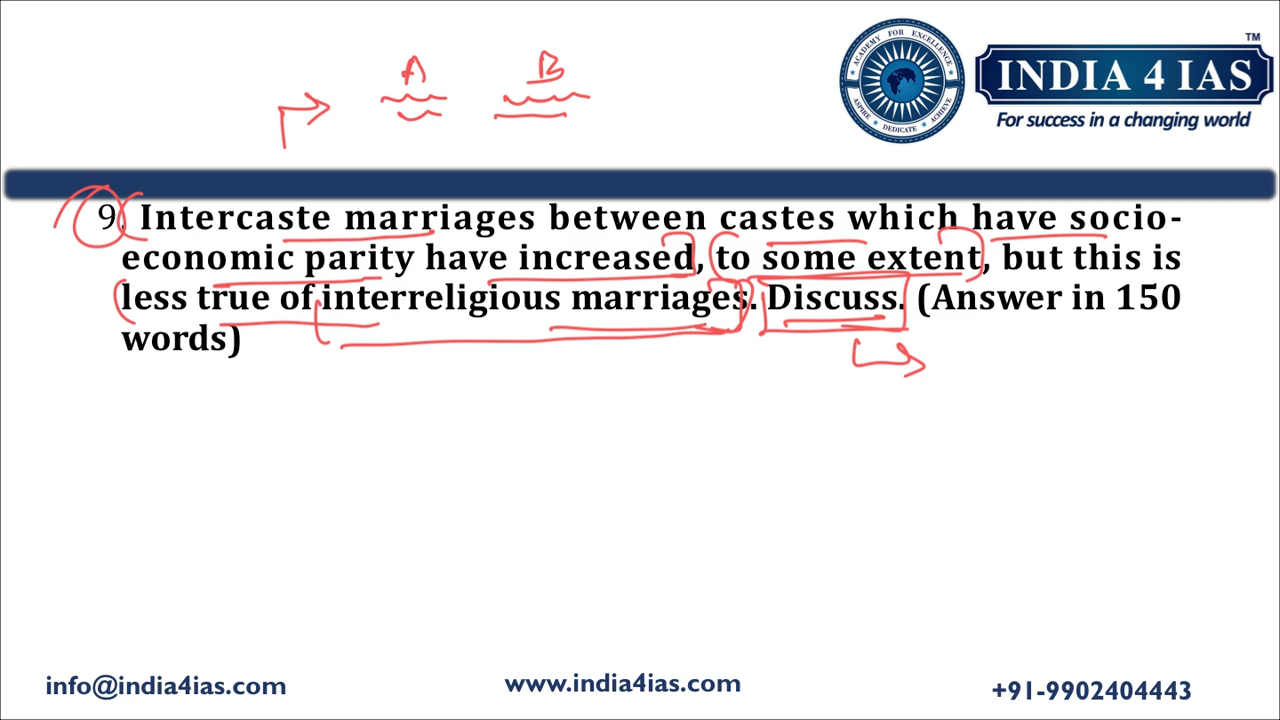 A B
ACADEMY FOR EXCELLENCE
ASPIRE ★ DEDICATE ★ ACHIEVE
INDIA 4 IAS
TM
For success in a changing world
9. Intercaste marriages between castes which have socio-
economic parity have increased, to some extent, but this is
less true of interreligious marriages. Discuss. (Answer in 150
words)
info@india4ias.com
www.india4ias.com
+91-9902404443